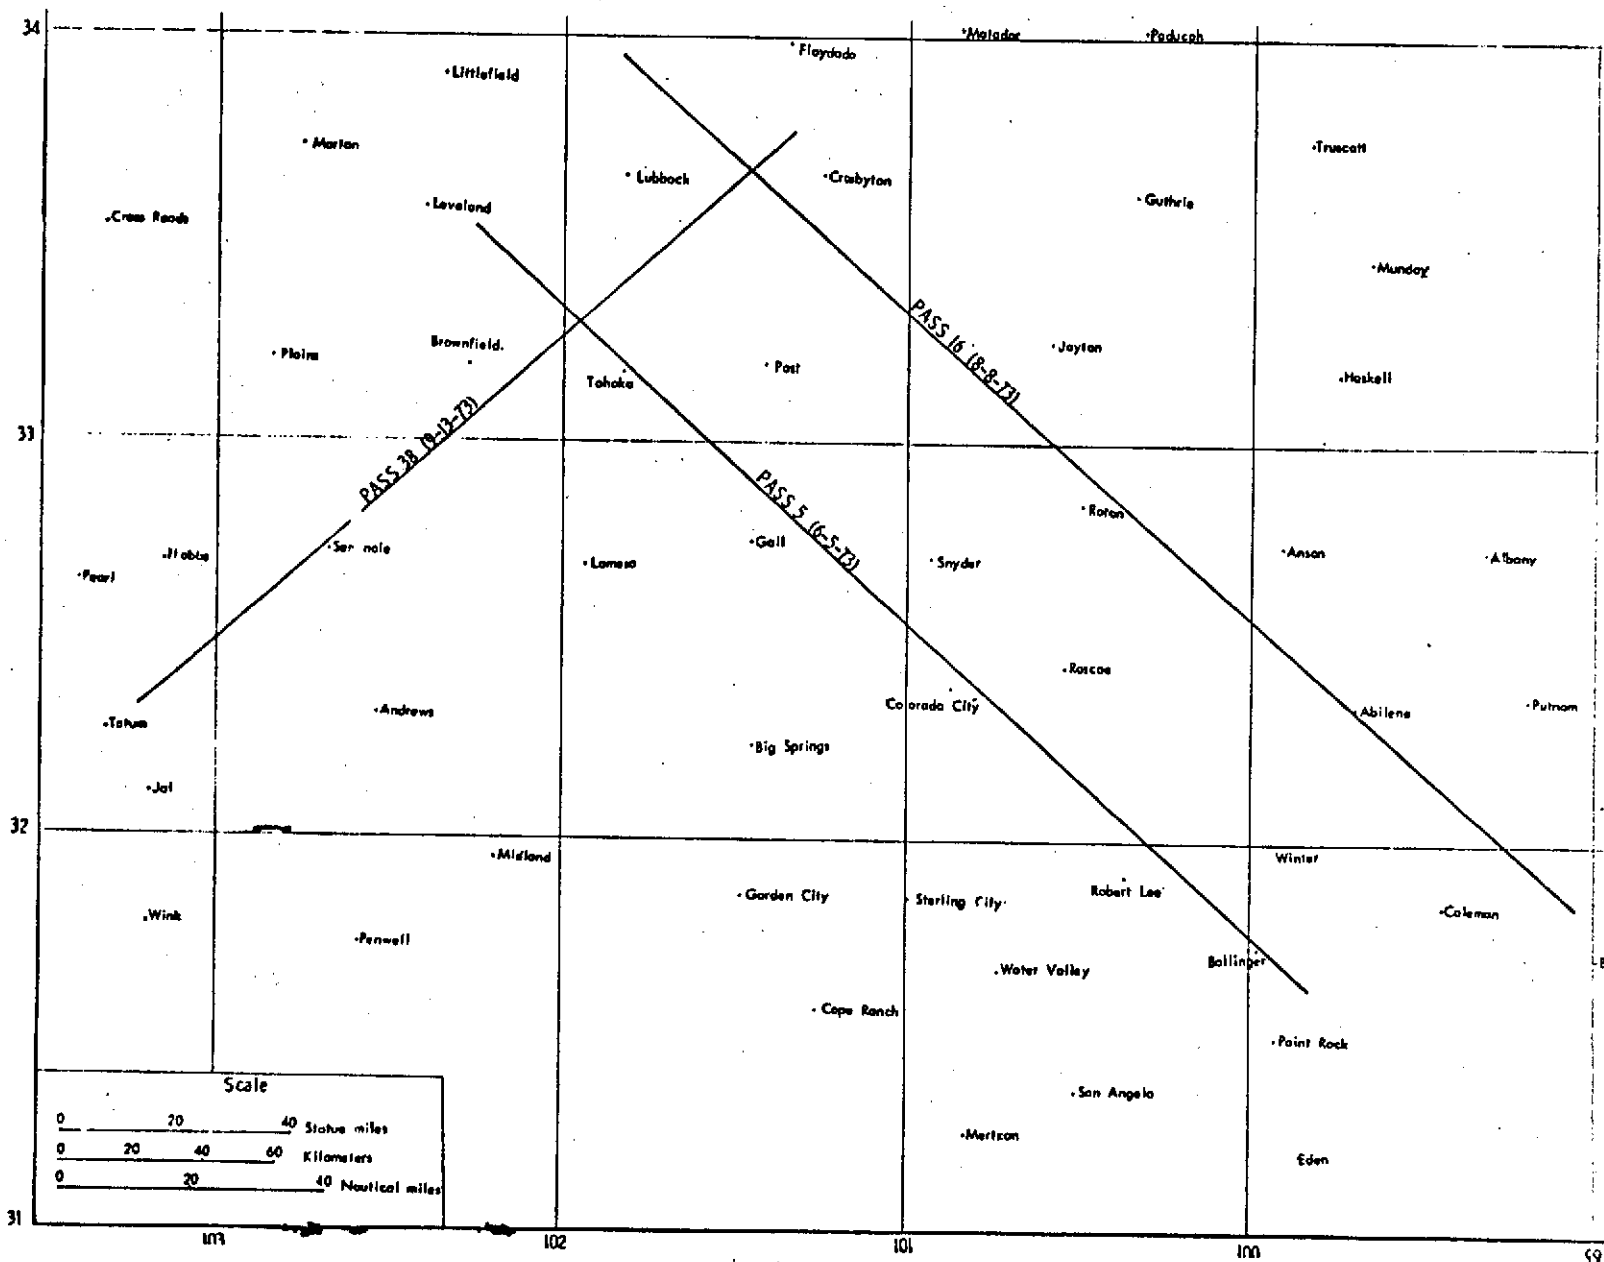 34
Matador
Paducah
Floydada
Littlefield
Morton
Truscott
Lubbock
Crosbyton
Guthrie
Cross Roads
Leveland
Munday
PASS 16 (8-8-73)
Plains
Brownfield.
Jayton
Tahoka
Post
Haskell
33
PASS 38 (9-13-73)
PASS 5 (6-5-73)
Rotan
Hobbs
Sem nole
Gail
Anson
Albany
Pearl
Lamesa
Snyder
Roscoe
Tatum
Andrews
Colorado City
Abilene
Putnam
Big Springs
Jal
32
Midland
Winter
Wink
Garden City
Sterling City
Robert Lee
Coleman
Penwell
Ballinger
B
Water Valley
Cope Ranch
Paint Rock
Scale
San Angelo
0 20 40 Statue miles
0 20 40 60 Kilometers
0 20 40 Nautical miles
Mertzon
Eden
31
103 102 101 100 99